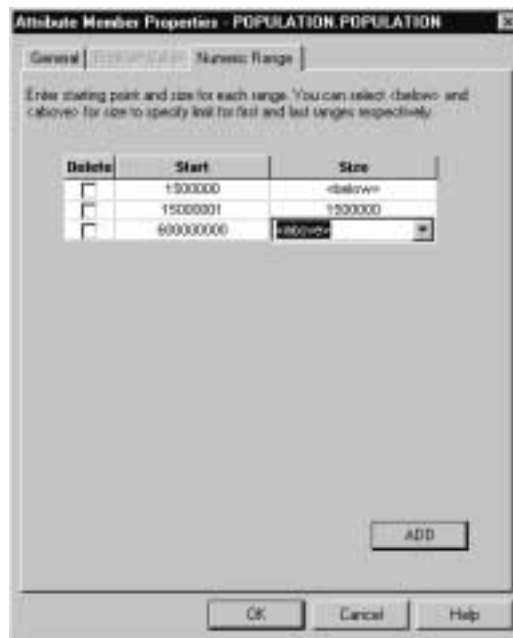 Attribute Member Properties - POPULATION.POPULATION
General Numeric Range
Enter starting point and size for each range. You can select <below> and
<above> for size to specify limit for first and last ranges respectively.
Delete Start Size
1500000 <below>
15000001 1500000
600000000 <above>
ADD
OK Cancel Help